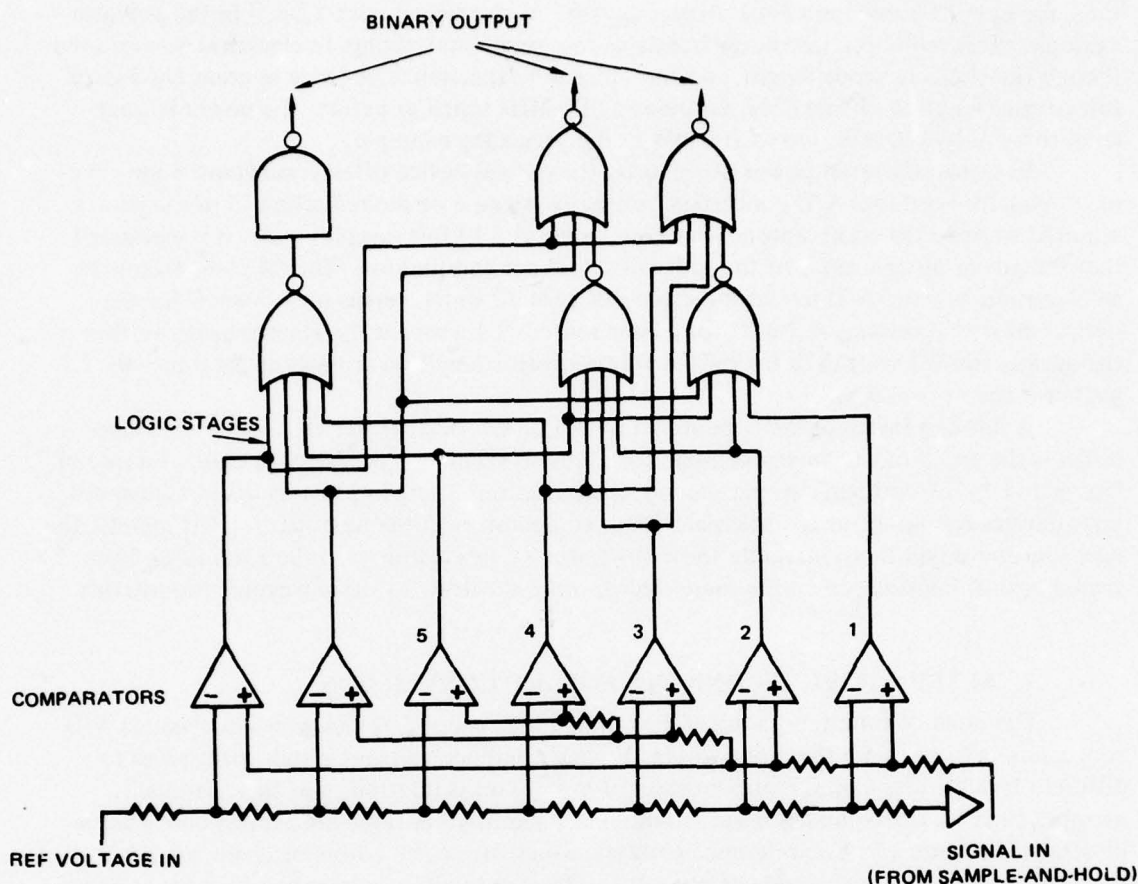 BINARY OUTPUT
LOGIC STAGES
5 4 3 2 1
COMPARATORS
− + − + − + − + − + − + − +
REF VOLTAGE IN
SIGNAL IN
(FROM SAMPLE-AND-HOLD)